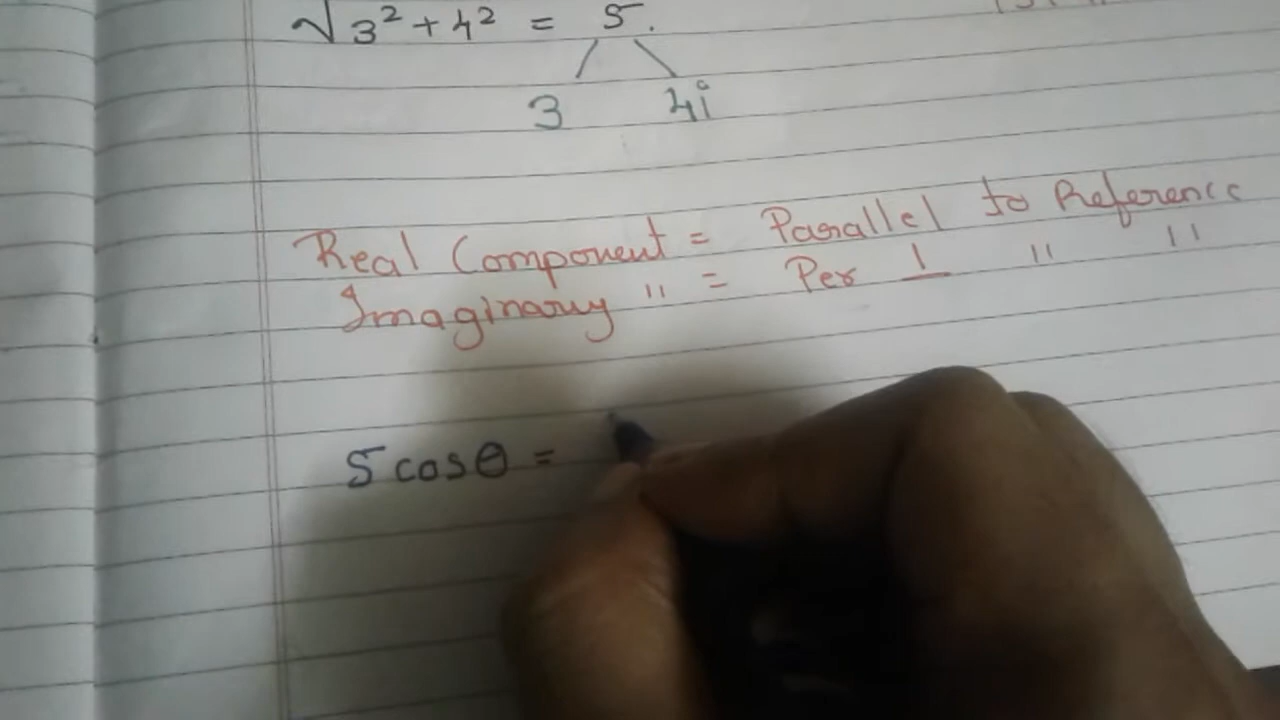 √3² + 4² = 5.
3 4i
Real Component = Parallel to Reference
Imaginary " = Per ⊥ " "
5 cosθ =